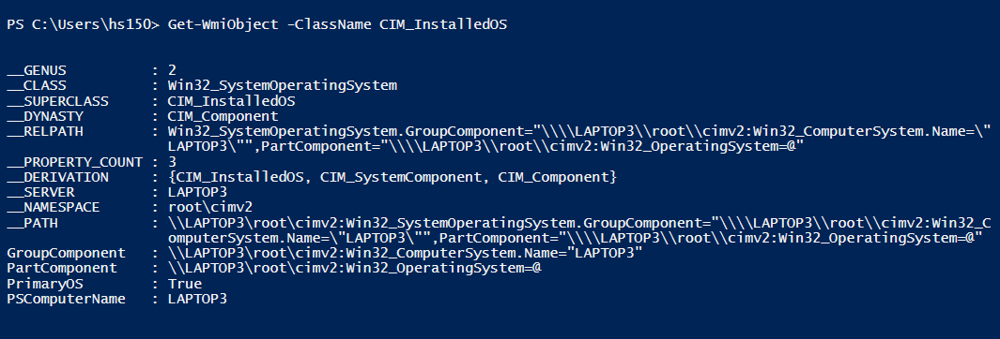 PS C:\Users\hs150> Get-WmiObject -ClassName CIM_InstalledOS
__GENUS          : 2
__CLASS          : Win32_SystemOperatingSystem
__SUPERCLASS     : CIM_InstalledOS
__DYNASTY        : CIM_Component
__RELPATH        : Win32_SystemOperatingSystem.GroupComponent="\\\\LAPTOP3\\root\\cimv2:Win32_ComputerSystem.Name=\"
                   LAPTOP3\"",PartComponent="\\\\LAPTOP3\\root\\cimv2:Win32_OperatingSystem=@"
__PROPERTY_COUNT : 3
__DERIVATION     : {CIM_InstalledOS, CIM_SystemComponent, CIM_Component}
__SERVER         : LAPTOP3
__NAMESPACE      : root\cimv2
__PATH           : \\LAPTOP3\root\cimv2:Win32_SystemOperatingSystem.GroupComponent="\\\\LAPTOP3\\root\\cimv2:Win32_C
                   omputerSystem.Name=\"LAPTOP3\"",PartComponent="\\\\LAPTOP3\\root\\cimv2:Win32_OperatingSystem=@"
GroupComponent   : \\LAPTOP3\root\cimv2:Win32_ComputerSystem.Name="LAPTOP3"
PartComponent    : \\LAPTOP3\root\cimv2:Win32_OperatingSystem=@
PrimaryOS        : True
PSComputerName   : LAPTOP3